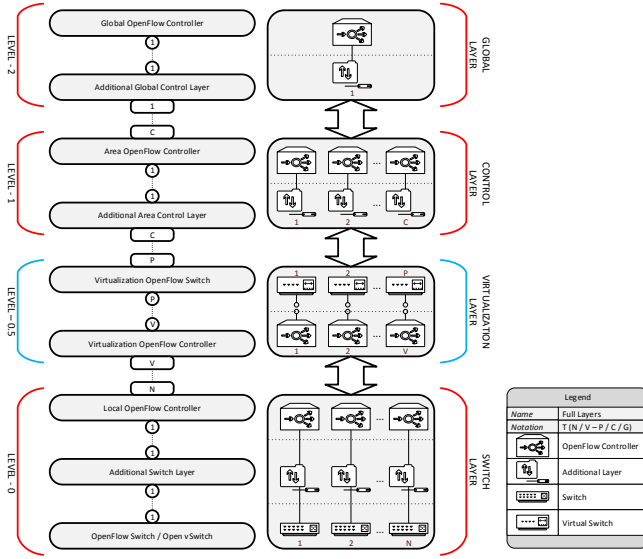 LEVEL - 2
Global OpenFlow Controller
1
1
Additional Global Control Layer
1
1
GLOBAL
LAYER
C
LEVEL - 1
Area OpenFlow Controller
1
1
Additional Area Control Layer
C
...
...
1
2
C
CONTROL
LAYER
P
LEVEL – 0.5
Virtualization OpenFlow Switch
P
V
Virtualization OpenFlow Controller
V
1
2
P
...
...
1
2
V
VIRTUALIZATION
LAYER
N
LEVEL - 0
Local OpenFlow Controller
1
1
Additional Switch Layer
1
1
OpenFlow Switch / Open vSwitch
...
...
...
1
2
N
SWITCH
LAYER
Legend
Name Full Layers
Notation T (N / V – P / C / G)
OpenFlow Controller
Additional Layer
Switch
Virtual Switch